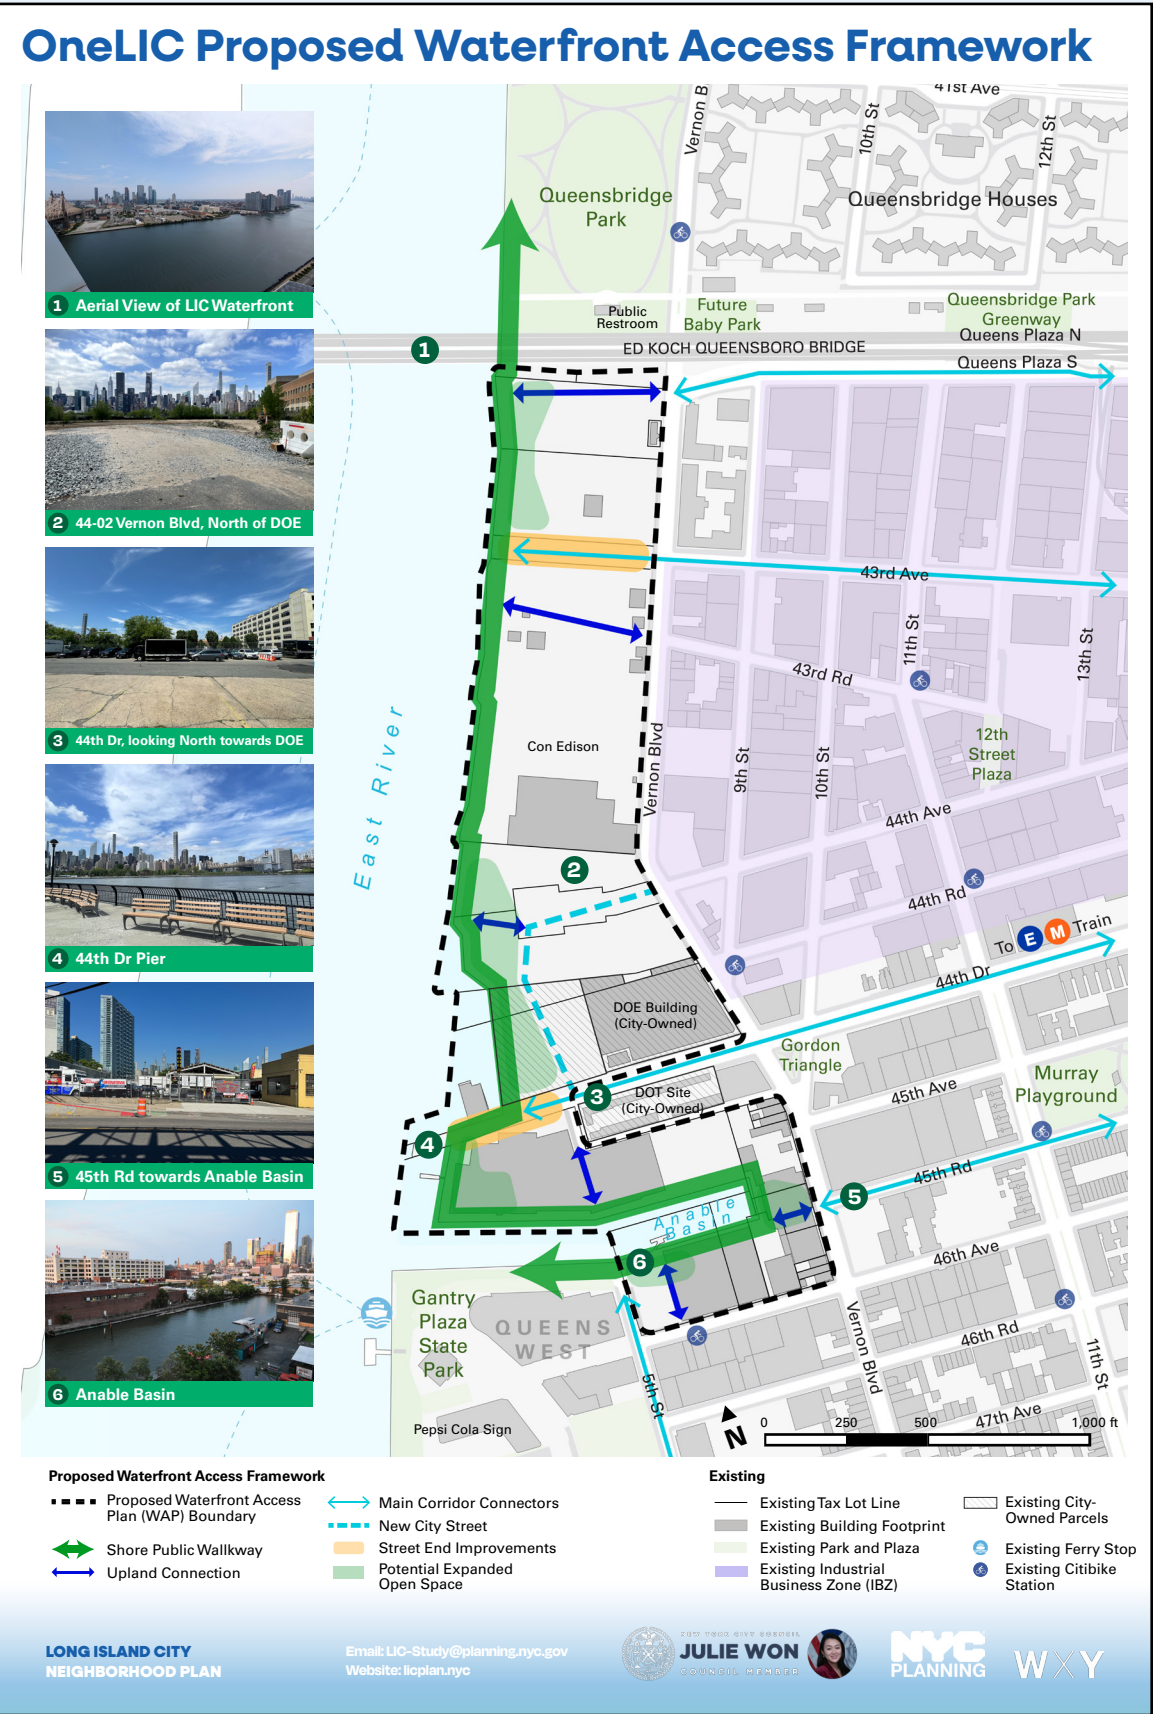 OneLIC Proposed Waterfront Access Framework
1 Aerial View of LIC Waterfront
2 44-02 Vernon Blvd, North of DOE
3 44th Dr, looking North towards DOE
4 44th Dr Pier
5 45th Rd towards Anable Basin
6 Anable Basin
41st Ave
Vernon B
10th St
12th St
Queensbridge
Park
Queensbridge Houses
Public
Restroom
Future
Baby Park
Queensbridge Park
Greenway
Queens Plaza N
1
ED KOCH QUEENSBORO BRIDGE
Queens Plaza S
43rd Ave
11th St
13th St
43rd Rd
East River
Con Edison
Vernon Blvd
9th St
10th St
12th
Street
Plaza
44th Ave
2
44th Rd
To E M Train
44th Dr
DOE Building
(City-Owned)
Gordon
Triangle
3
DOT Site
(City-Owned)
45th Ave
Murray
Playground
4
45th Rd
5
Anable
Basin
46th Ave
6
Gantry
Plaza
State
Park
QUEENS
WEST
Vernon Blvd
46th Rd
11th St
5th St
47th Ave
Pepsi Cola Sign
N
0 250 500 1,000 ft
Proposed Waterfront Access Framework
Proposed Waterfront Access
Plan (WAP) Boundary
Shore Public Wallkway
Upland Connection
Main Corridor Connectors
New City Street
Street End Improvements
Potential Expanded
Open Space
Existing
Existing Tax Lot Line
Existing Building Footprint
Existing Park and Plaza
Existing Industrial
Business Zone (IBZ)
Existing City-
Owned Parcels
Existing Ferry Stop
Existing Citibike
Station
LONG ISLAND CITY
NEIGHBORHOOD PLAN
Email: LIC-Study@planning.nyc.gov
Website: licplan.nyc
NEW YORK CITY COUNCIL
JULIE WON
COUNCIL MEMBER
NYC
PLANNING
WXY